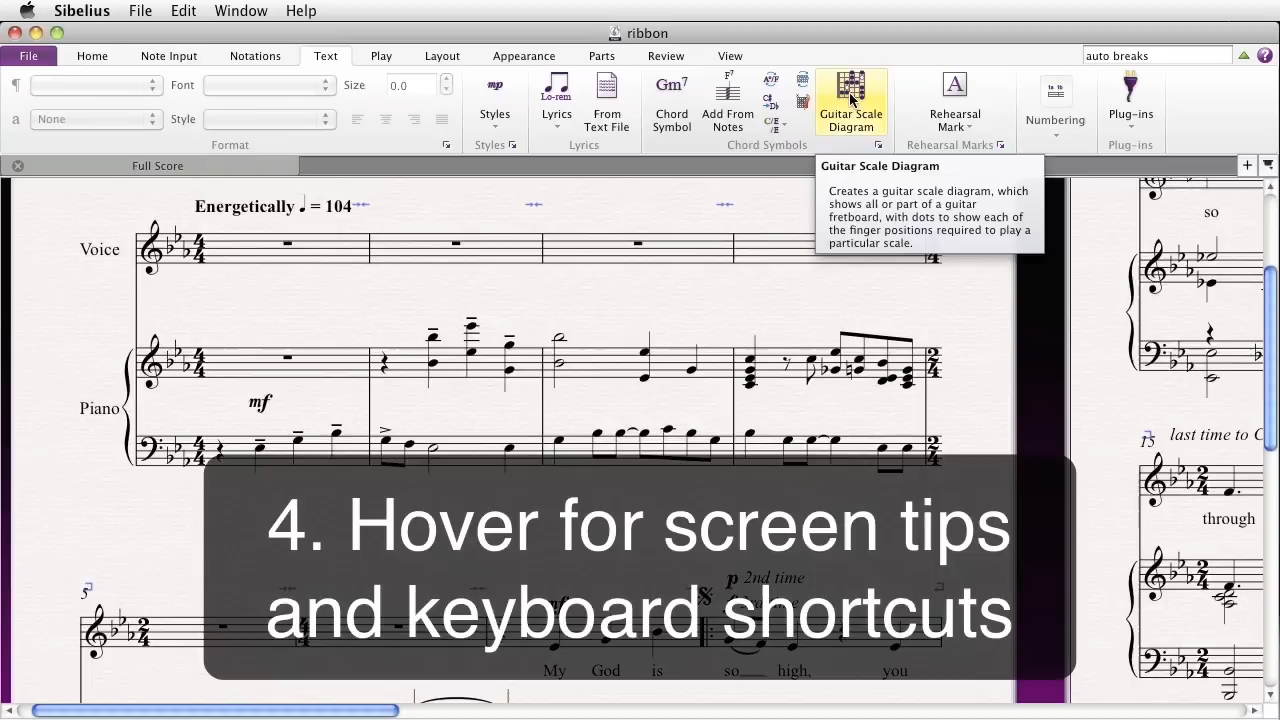 Sibelius File Edit Window Help
ribbon
File Home Note Input Notations Text Play Layout Appearance Parts Review View auto breaks
¶ Font Size 0.0
a None Style
mp
Styles
Lo-rem
Lyrics
From
Text File
Gm7
Chord
Symbol
F7
Add From
Notes
Guitar Scale
Diagram
A
Rehearsal
Mark
Numbering
Plug-ins
Format Styles Lyrics Chord Symbols Rehearsal Marks Plug-ins
Full Score
Guitar Scale Diagram
Creates a guitar scale diagram, which
shows all or part of a guitar
fretboard, with dots to show each of
the finger positions required to play a
particular scale.
Energetically ♩ = 104
Voice
Piano
mf
so
15
last time to C
through
4. Hover for screen tips
and keyboard shortcuts
5
p 2nd time
My God is so high, you